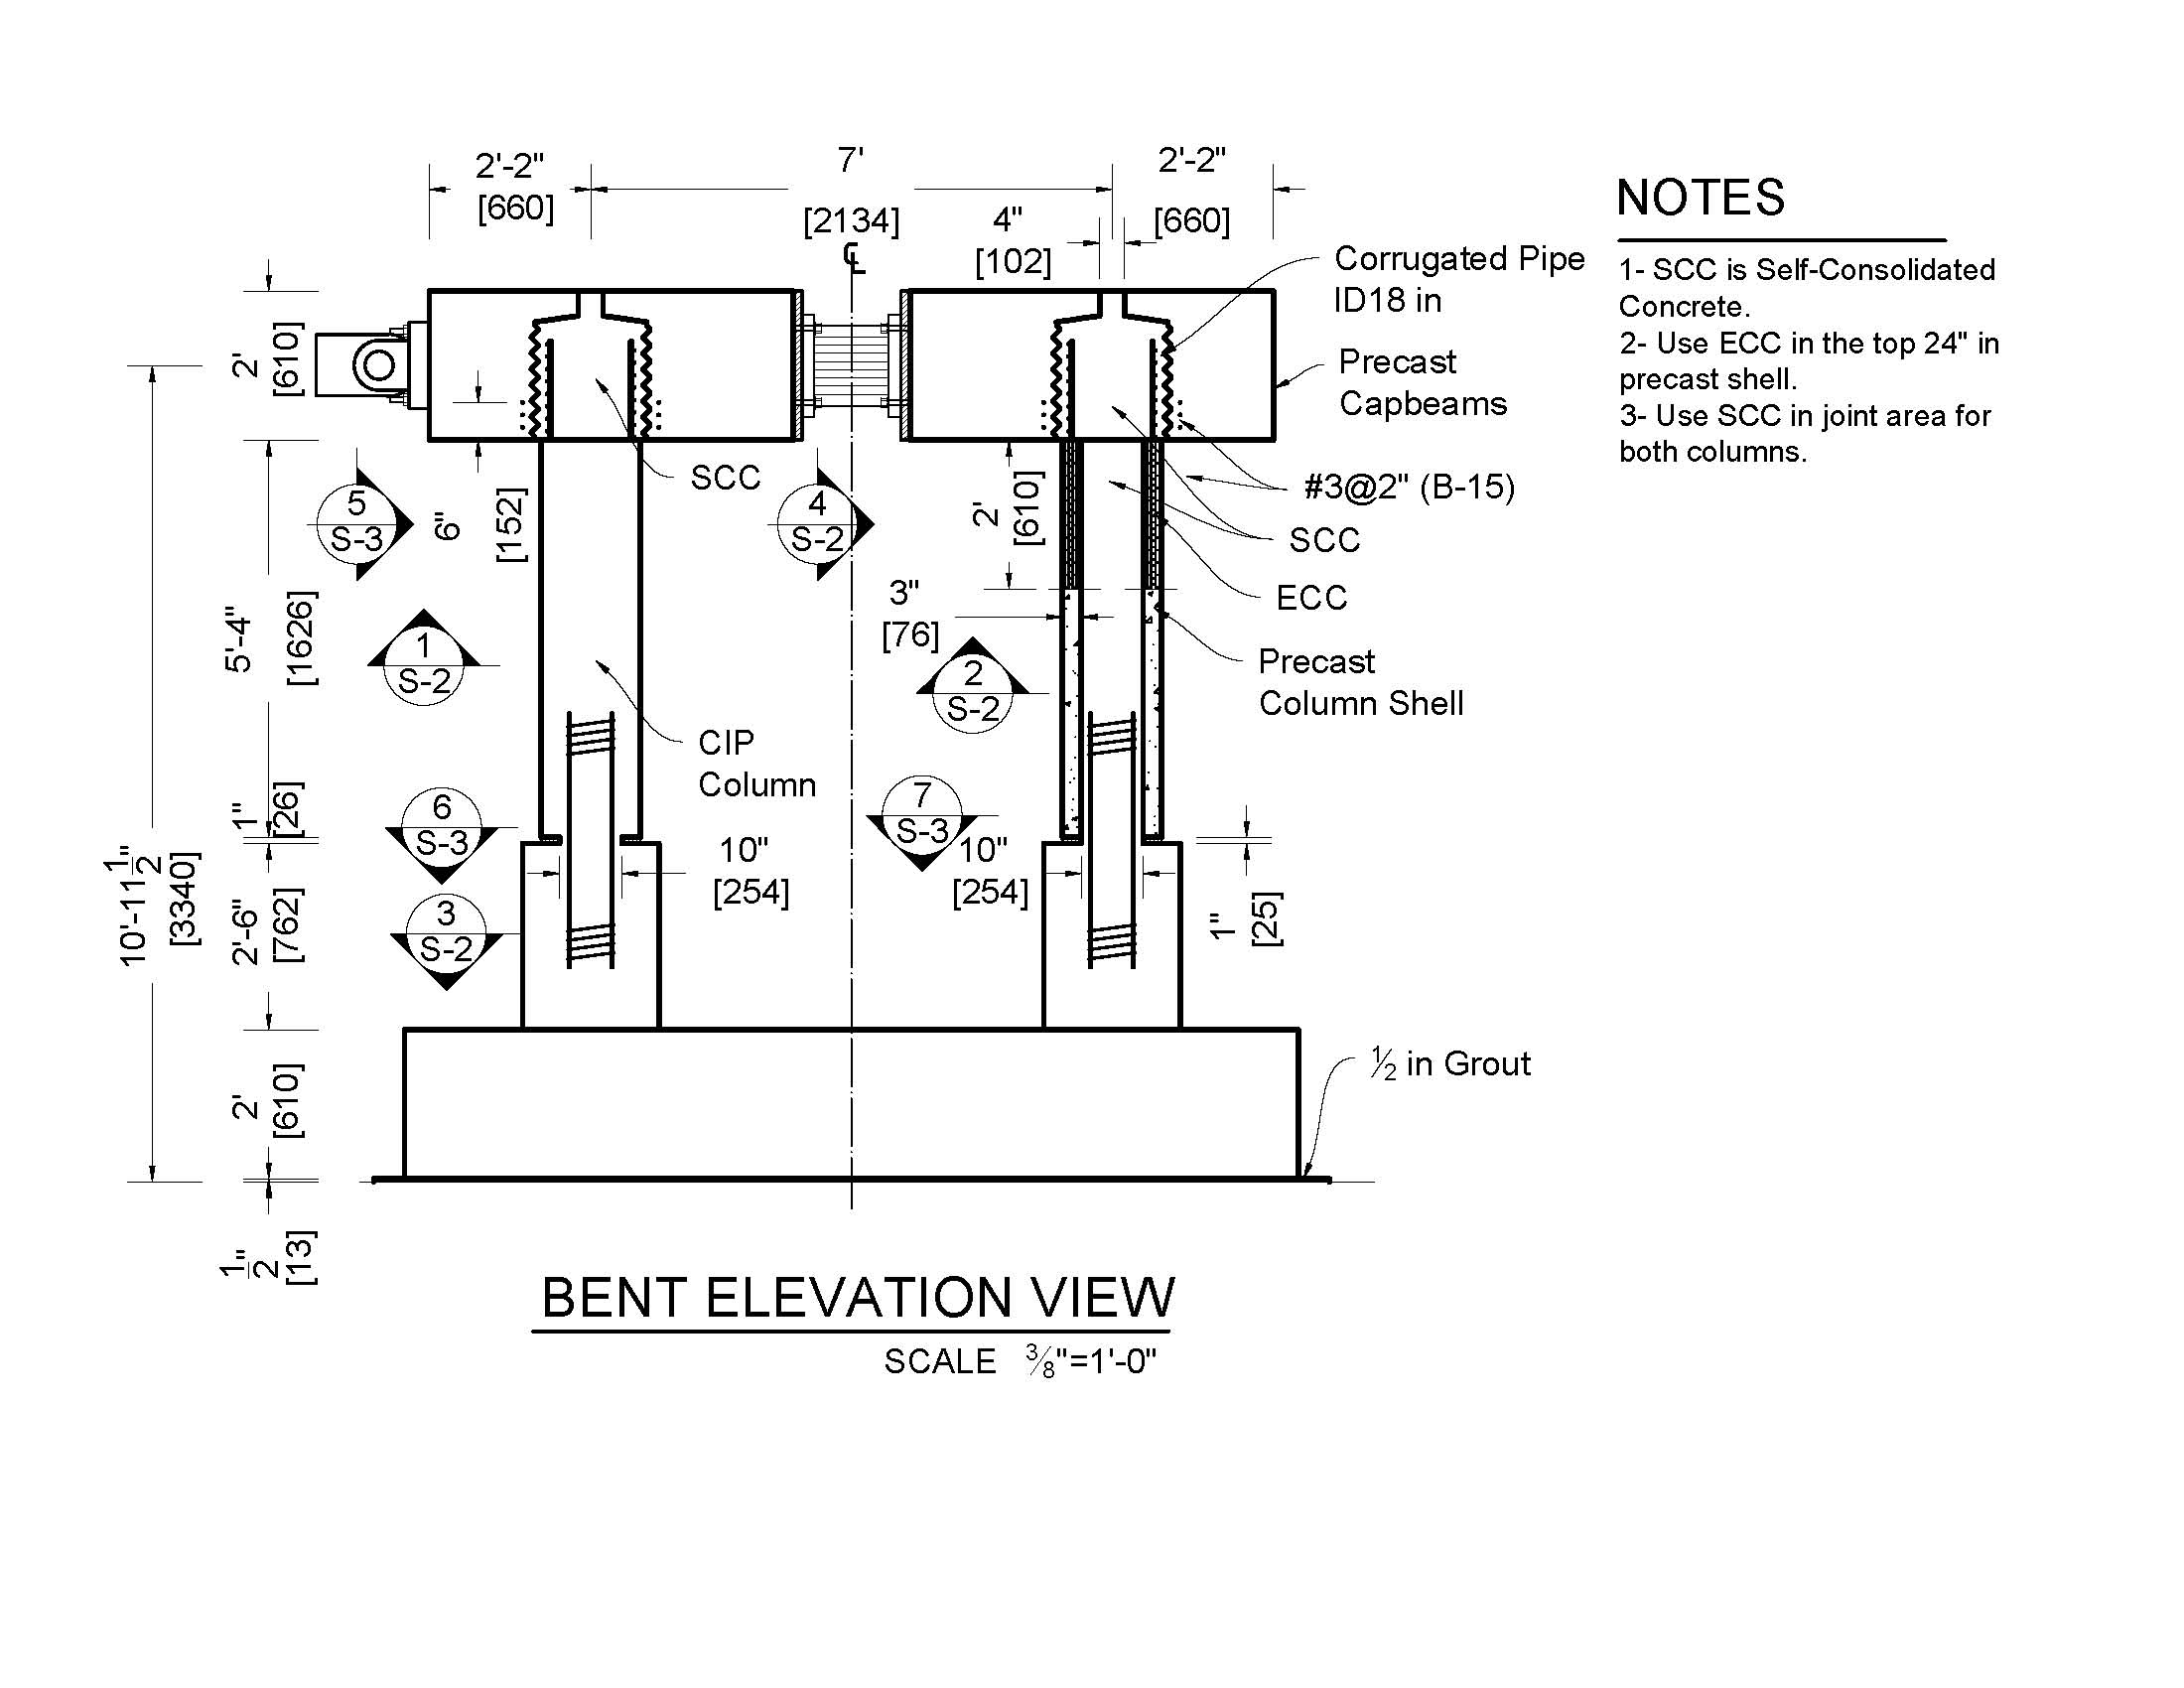 2'-2"
[660]
7'
[2134]
2'-2"
[660]
4"
[102]
℄
NOTES
1- SCC is Self-Consolidated
Concrete.
2- Use ECC in the top 24" in
precast shell.
3- Use SCC in joint area for
both columns.
Corrugated Pipe
ID18 in
Precast
Capbeams
#3@2" (B-15)
SCC
ECC
Precast
Column Shell
SCC
CIP
Column
2'
[610]
5'-4"
[1626]
1"
[26]
2'-6"
[762]
2'
[610]
1/2"
[13]
10'-11 1/2"
[3340]
6"
[152]
2'
[610]
3"
[76]
5
S-3
4
S-2
1
S-2
2
S-2
6
S-3
7
S-3
3
S-2
10"
[254]
10"
[254]
1"
[25]
½ in Grout
BENT ELEVATION VIEW
SCALE ⅜"=1'-0"